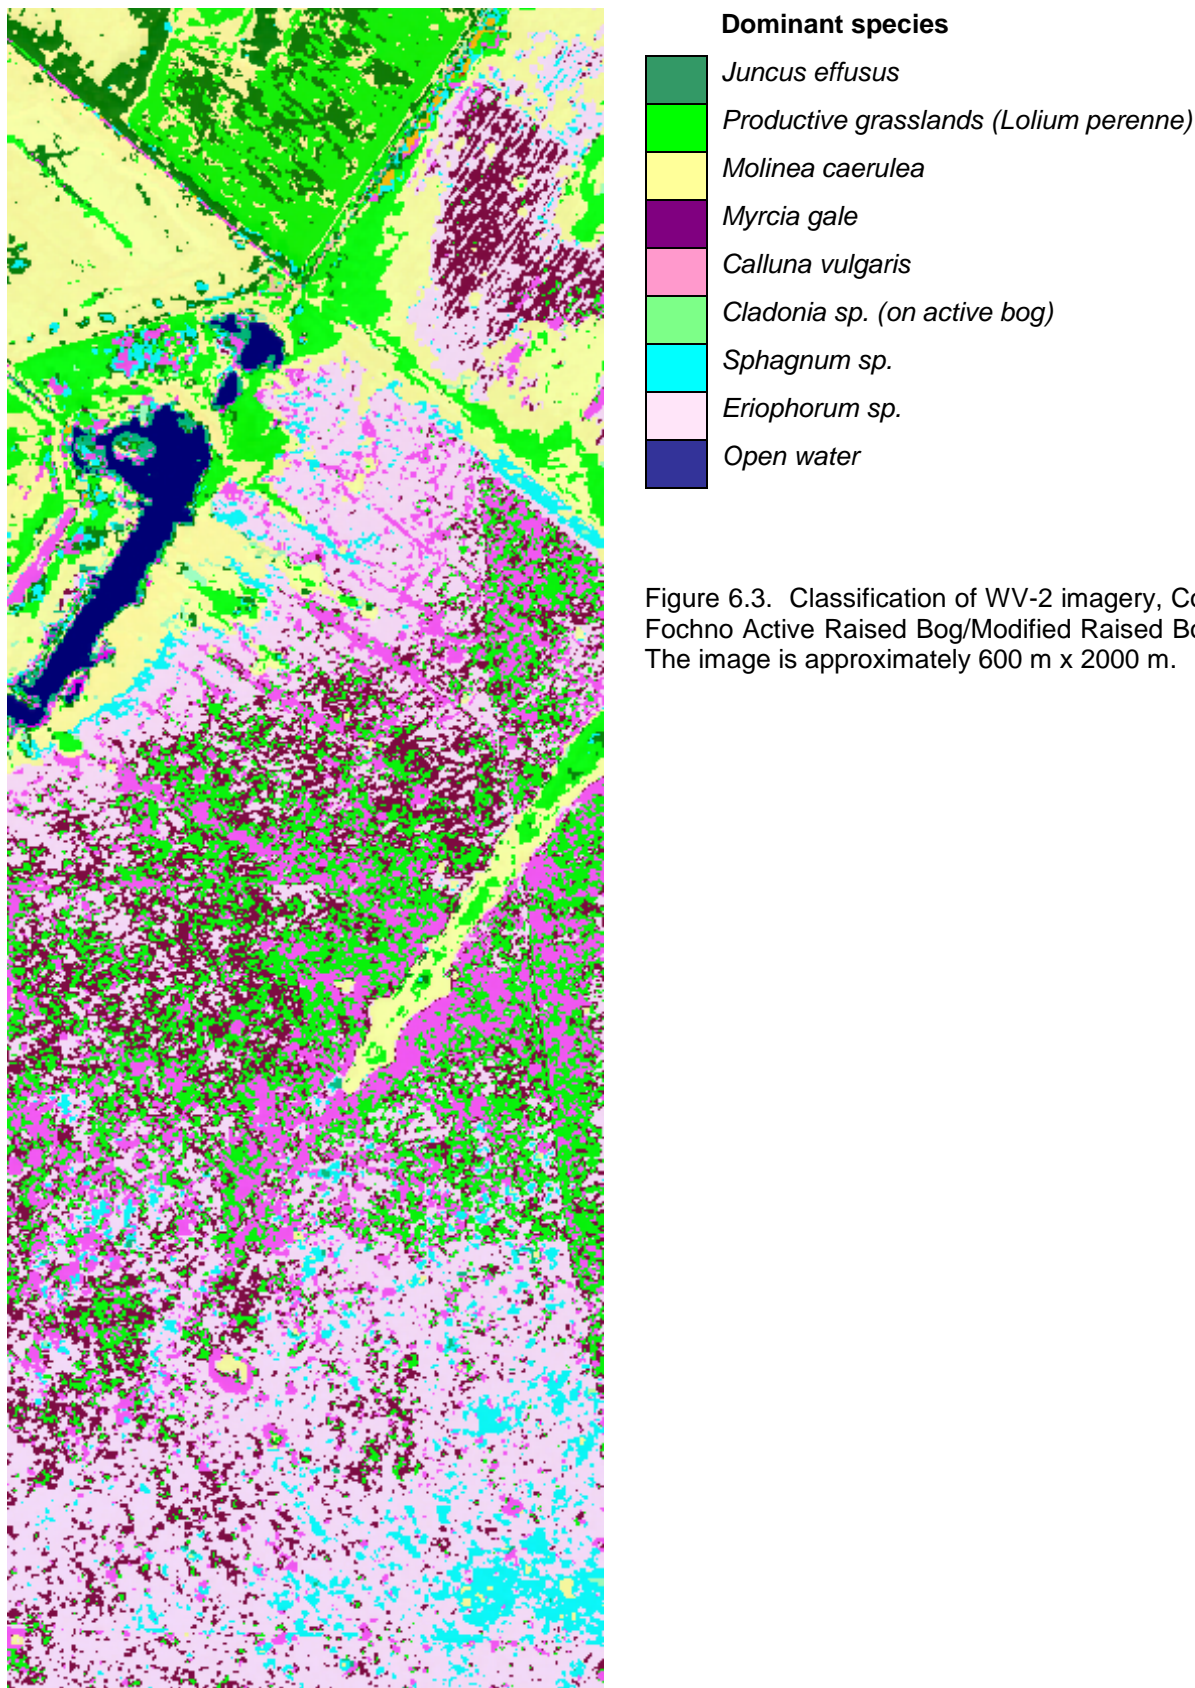 Dominant species
Juncus effusus
Productive grasslands (Lolium perenne)
Molinea caerulea
Myrcia gale
Calluna vulgaris
Cladonia sp. (on active bog)
Sphagnum sp.
Eriophorum sp.
Open water
Figure 6.3. Classification of WV-2 imagery, Co
Fochno Active Raised Bog/Modified Raised Bo
The image is approximately 600 m x 2000 m.